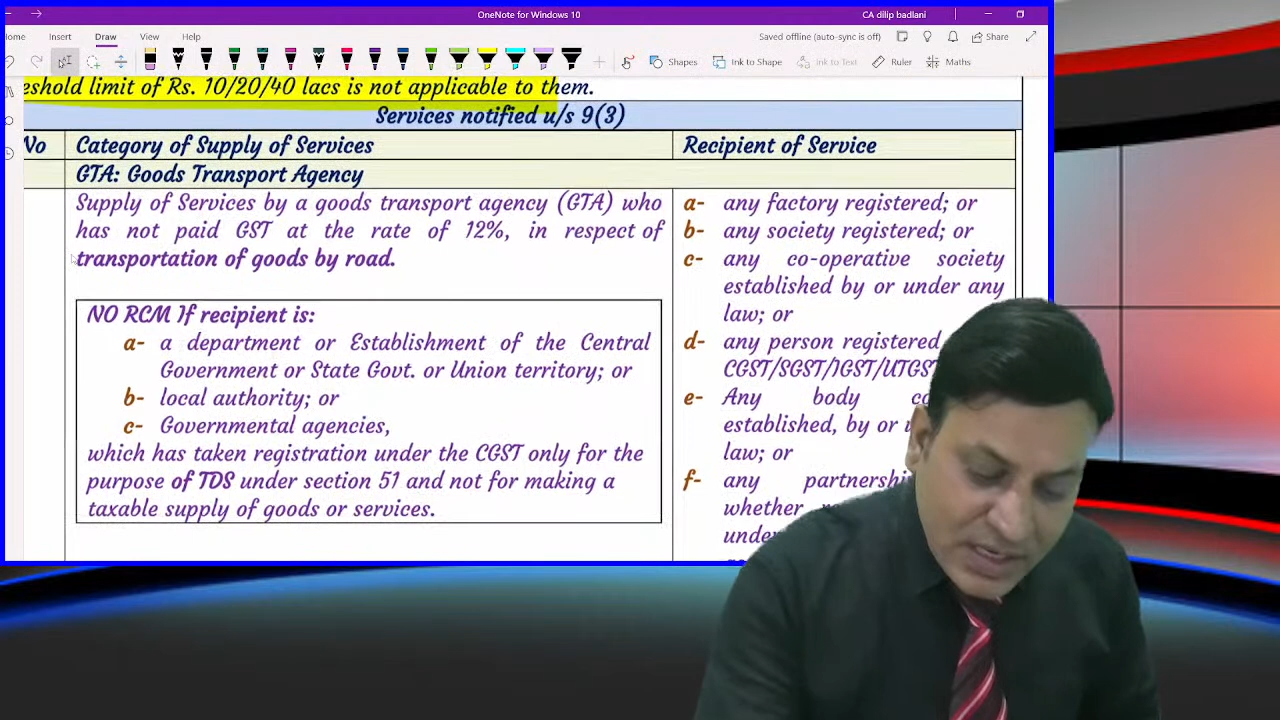 OneNote for Windows 10
CA dilip badlani
Insert
Draw
View
Help
Saved offline (auto-sync is off)
Share
Shapes
Ink to Shape
Ink to Text
Ruler
Maths
limit of Rs. 10/20/40 lacs is not applicable to them.
Services notified u/s 9(3)
No
Category of Supply of Services
Recipient of Service
GTA: Goods Transport Agency
Supply of Services by a goods transport agency (GTA) who
has not paid GST at the rate of 12%, in respect of
transportation of goods by road.
NO RCM If recipient is:
a- a department or Establishment of the Central
Government or State Govt. or Union territory; or
b- local authority; or
c- Governmental agencies,
which has taken registration under the CGST only for the
purpose of TDS under section 51 and not for making a
taxable supply of goods or services.
a- any factory registered; or
b- any society registered; or
c- any co-operative society
established by or under any
law; or
d- any person registered
CGST/SGST/IGST/UTGST
e- Any body
established, by or
law; or
f- any
whether